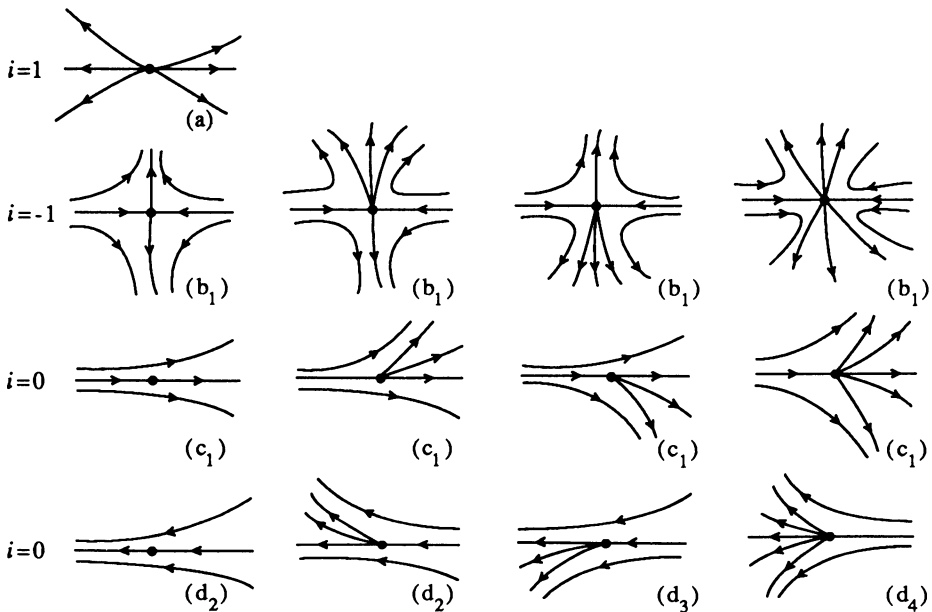 i=1
(a)
i=-1
(b1) (b1) (b1) (b1)
i=0
(c1) (c1) (c1) (c1)
i=0
(d2) (d2) (d3) (d4)